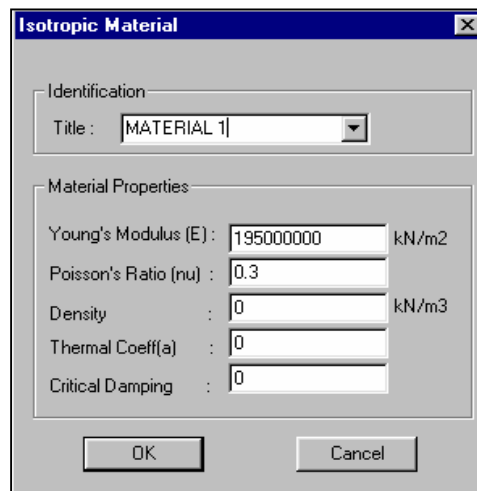 Isotropic Material
Identification
Title : MATERIAL 1
Material Properties
Young's Modulus (E) : 195000000 kN/m2
Poisson's Ratio (nu) : 0.3
Density : 0 kN/m3
Thermal Coeff(a) : 0
Critical Damping : 0
OK Cancel